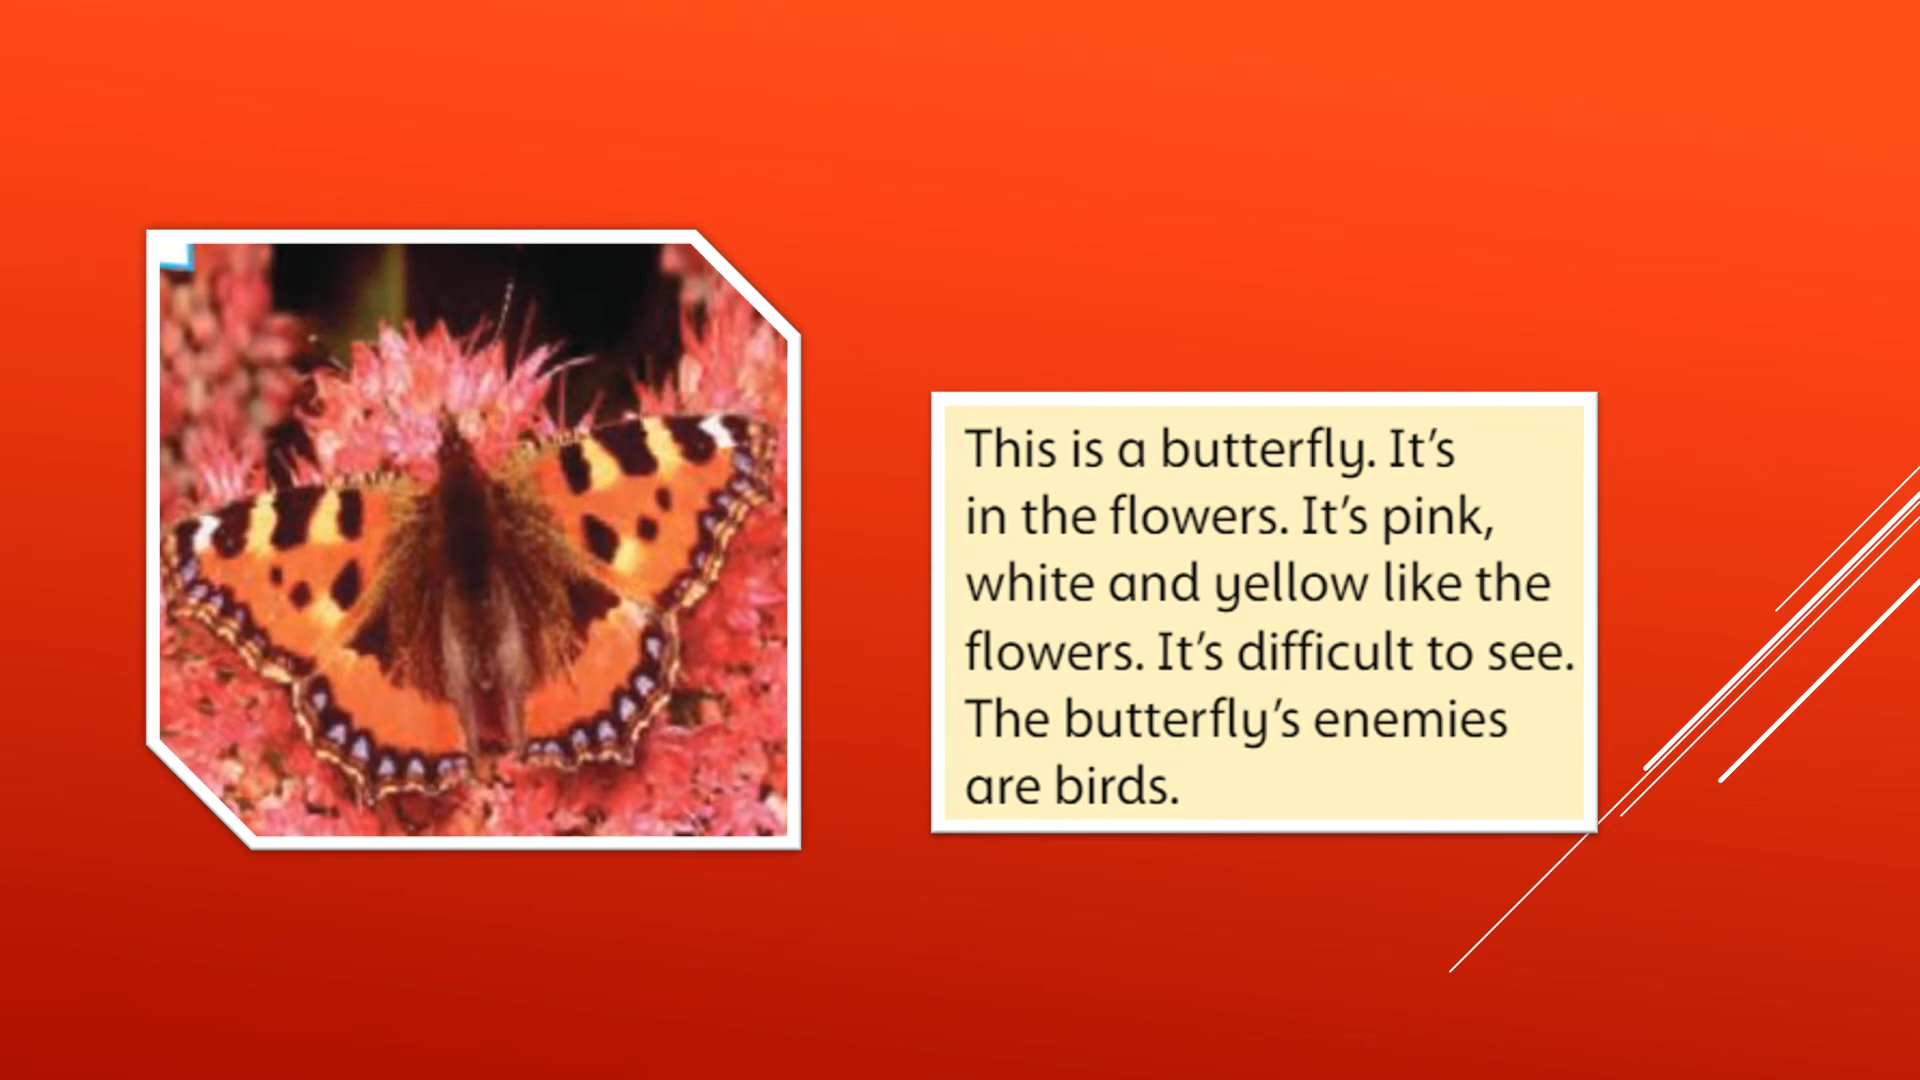 This is a butterfly. It’s
in the flowers. It’s pink,
white and yellow like the
flowers. It’s difficult to see.
The butterfly’s enemies
are birds.